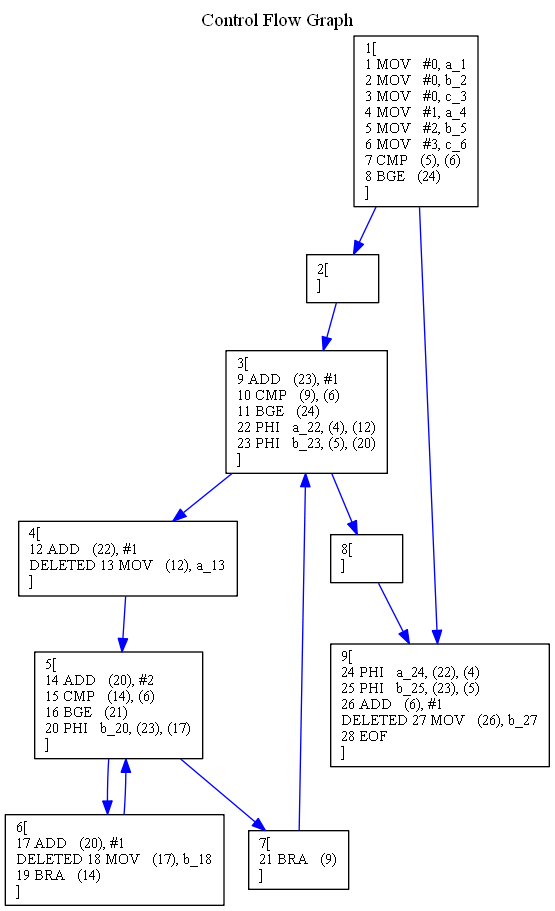 Control Flow Graph
1[
1 MOV #0, a_1
2 MOV #0, b_2
3 MOV #0, c_3
4 MOV #1, a_4
5 MOV #2, b_5
6 MOV #3, c_6
7 CMP (5), (6)
8 BGE (24)
]
2[
]
3[
9 ADD (23), #1
10 CMP (9), (6)
11 BGE (24)
22 PHI a_22, (4), (12)
23 PHI b_23, (5), (20)
]
4[
12 ADD (22), #1
DELETED 13 MOV (12), a_13
]
8[
]
5[
14 ADD (20), #2
15 CMP (14), (6)
16 BGE (21)
20 PHI b_20, (23), (17)
]
9[
24 PHI a_24, (22), (4)
25 PHI b_25, (23), (5)
26 ADD (6), #1
DELETED 27 MOV (26), b_27
28 EOF
]
6[
17 ADD (20), #1
DELETED 18 MOV (17), b_18
19 BRA (14)
]
7[
21 BRA (9)
]